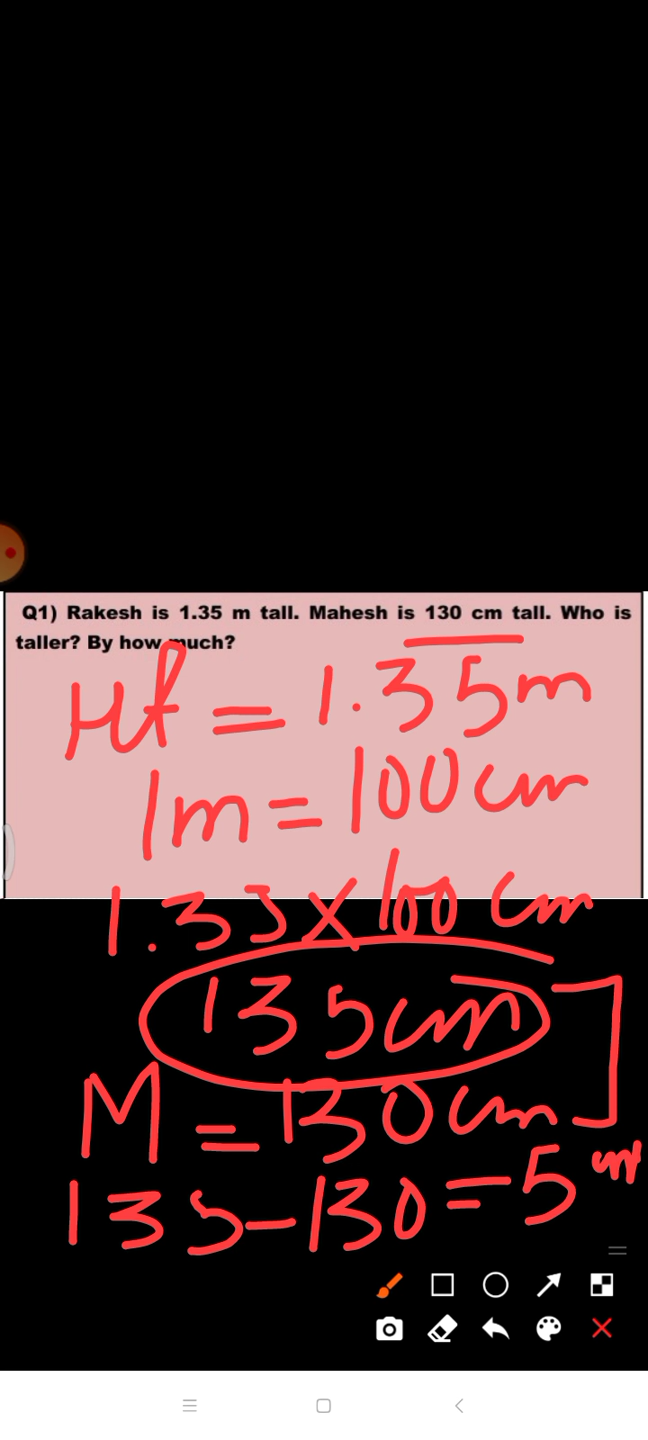 Q1) Rakesh is 1.35 m tall. Mahesh is 130 cm tall. Who is
taller? By how much?
= 1.35m
1m = 100cm
1.35 X 100 cm
135cm
M = 130cm
135-130=5 cm